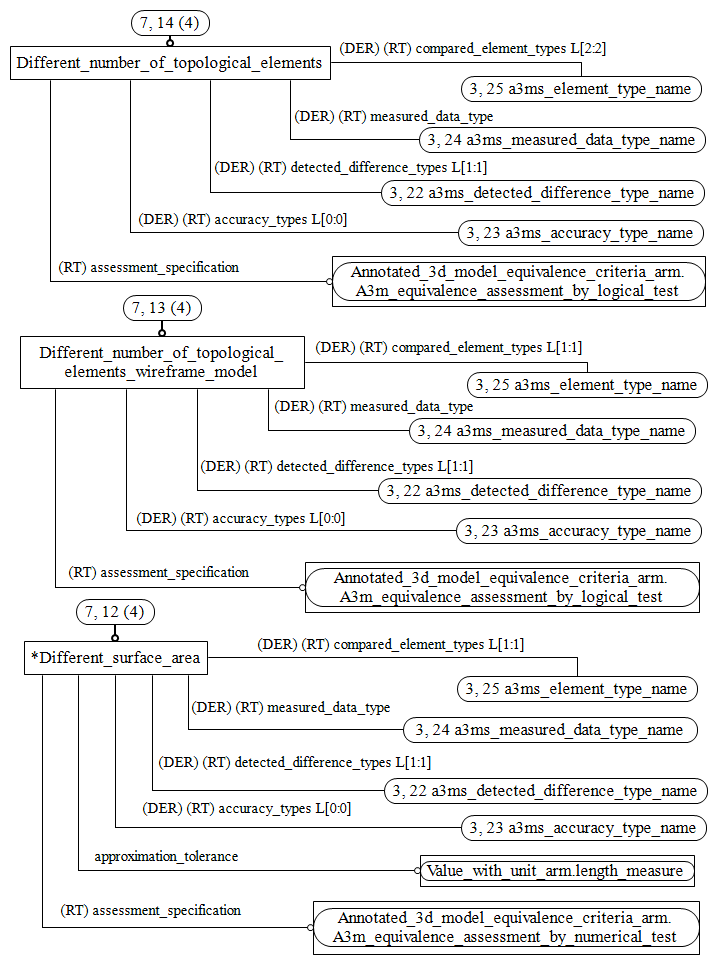 7, 14 (4)
(DER) (RT) compared_element_types L[2:2]
Different_number_of_topological_elements
3, 25 a3ms_element_type_name
(DER) (RT) measured_data_type
3, 24 a3ms_measured_data_type_name
(DER) (RT) detected_difference_types L[1:1]
3, 22 a3ms_detected_difference_type_name
(DER) (RT) accuracy_types L[0:0]
3, 23 a3ms_accuracy_type_name
(RT) assessment_specification
Annotated_3d_model_equivalence_criteria_arm.
A3m_equivalence_assessment_by_logical_test
7, 13 (4)
(DER) (RT) compared_element_types L[1:1]
Different_number_of_topological_
elements_wireframe_model
3, 25 a3ms_element_type_name
(DER) (RT) measured_data_type
3, 24 a3ms_measured_data_type_name
(DER) (RT) detected_difference_types L[1:1]
3, 22 a3ms_detected_difference_type_name
(DER) (RT) accuracy_types L[0:0]
3, 23 a3ms_accuracy_type_name
(RT) assessment_specification
Annotated_3d_model_equivalence_criteria_arm.
A3m_equivalence_assessment_by_logical_test
7, 12 (4)
(DER) (RT) compared_element_types L[1:1]
*Different_surface_area
3, 25 a3ms_element_type_name
(DER) (RT) measured_data_type
3, 24 a3ms_measured_data_type_name
(DER) (RT) detected_difference_types L[1:1]
3, 22 a3ms_detected_difference_type_name
(DER) (RT) accuracy_types L[0:0]
3, 23 a3ms_accuracy_type_name
approximation_tolerance
Value_with_unit_arm.length_measure
(RT) assessment_specification
Annotated_3d_model_equivalence_criteria_arm.
A3m_equivalence_assessment_by_numerical_test